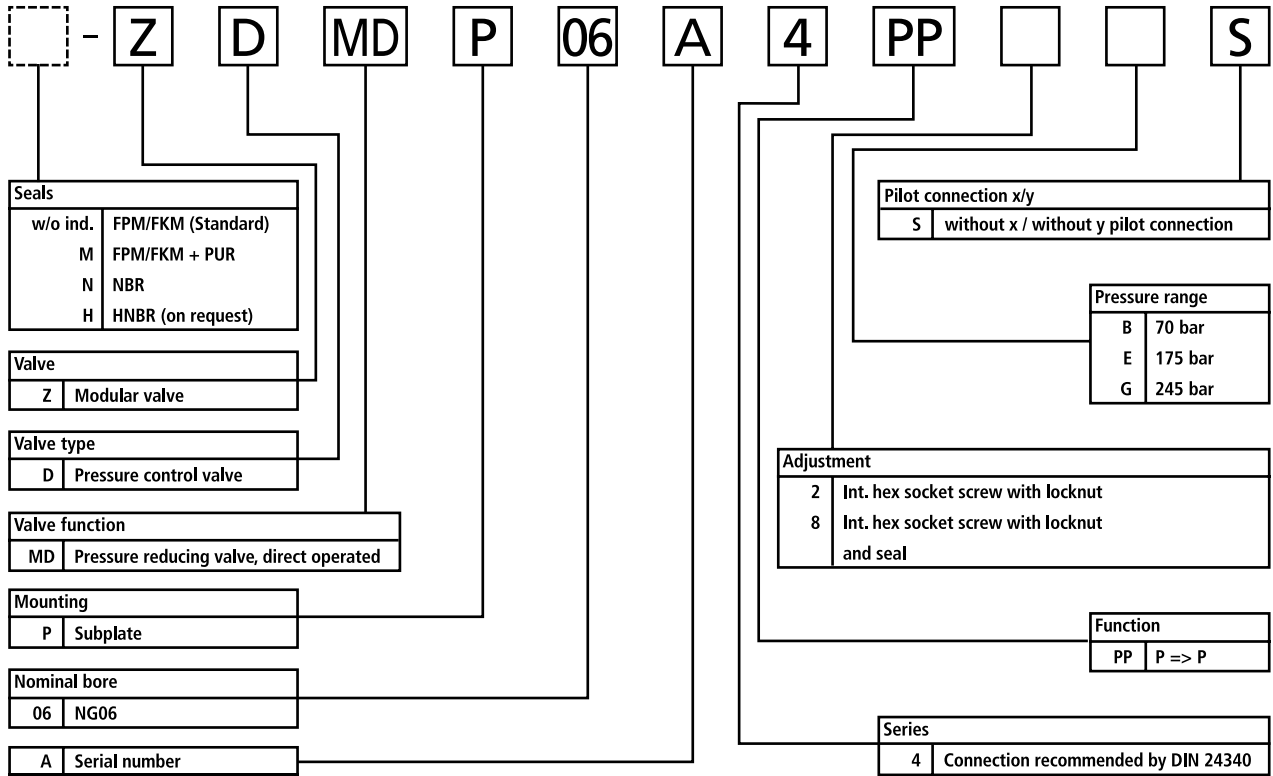 - Z D MD P 06 A 4 PP S
Seals
w/o ind. FPM/FKM (Standard)
M FPM/FKM + PUR
N NBR
H HNBR (on request)
Valve
Z Modular valve
Valve type
D Pressure control valve
Valve function
MD Pressure reducing valve, direct operated
Mounting
P Subplate
Nominal bore
06 NG06
A Serial number
Pilot connection x/y
S without x / without y pilot connection
Pressure range
B 70 bar
E 175 bar
G 245 bar
Adjustment
2 Int. hex socket screw with locknut
8 Int. hex socket screw with locknut
and seal
Function
PP P => P
Series
4 Connection recommended by DIN 24340